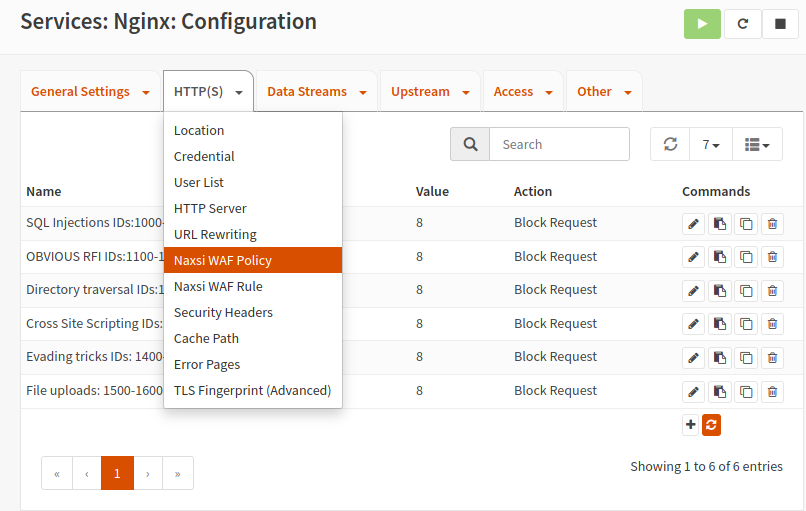 Services: Nginx: Configuration
General Settings HTTP(S) Data Streams Upstream Access Other
Location
Credential
User List
HTTP Server
URL Rewriting
Naxsi WAF Policy
Naxsi WAF Rule
Security Headers
Cache Path
Error Pages
TLS Fingerprint (Advanced)
Search 7
Name Value Action Commands
SQL Injections IDs:1000- 8 Block Request
OBVIOUS RFI IDs:1100-1 8 Block Request
Directory traversal IDs:1 8 Block Request
Cross Site Scripting IDs: 8 Block Request
Evading tricks IDs: 1400- 8 Block Request
File uploads: 1500-1600 8 Block Request
« ‹ 1 › »
Showing 1 to 6 of 6 entries